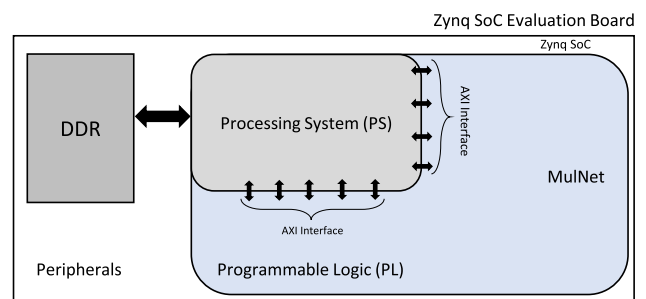 Zynq SoC Evaluation Board
Zynq SoC
DDR
Processing System (PS)
AXI Interface
MulNet
AXI Interface
Peripherals
Programmable Logic (PL)